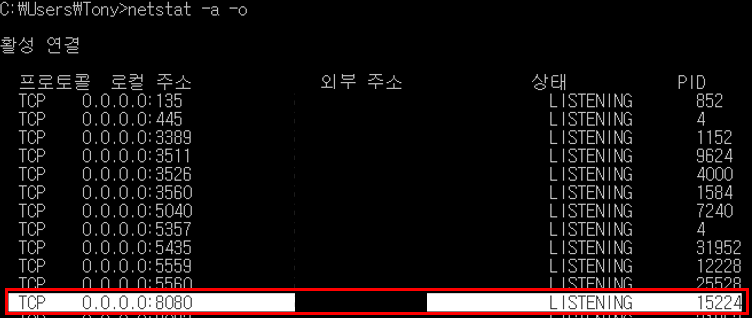 C:\Users\Tony>netstat -a -o
활성 연결
프로토콜 로컬 주소 외부 주소 상태 PID
TCP 0.0.0.0:135 LISTENING 852
TCP 0.0.0.0:445 LISTENING 4
TCP 0.0.0.0:3389 LISTENING 1152
TCP 0.0.0.0:3511 LISTENING 9624
TCP 0.0.0.0:3526 LISTENING 4000
TCP 0.0.0.0:3560 LISTENING 1584
TCP 0.0.0.0:5040 LISTENING 7240
TCP 0.0.0.0:5357 LISTENING 4
TCP 0.0.0.0:5435 LISTENING 31952
TCP 0.0.0.0:5559 LISTENING 12228
TCP 0.0.0.0:5560 LISTENING 25528
TCP 0.0.0.0:8080 LISTENING 15224